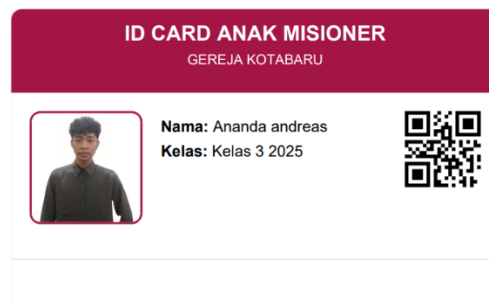 ID CARD ANAK MISIONER
GEREJA KOTABARU
Nama: Ananda andreas
Kelas: Kelas 3 2025